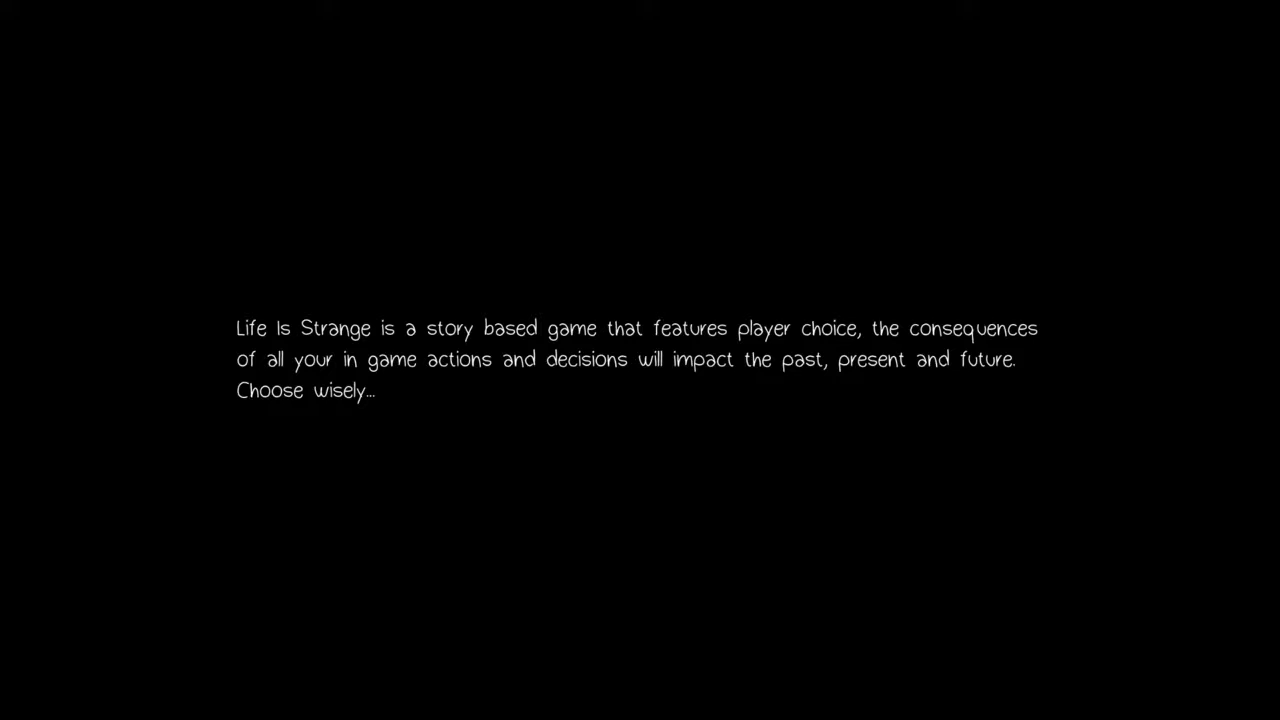 Life Is Strange is a story based game that features player choice, the consequences
of all your in game actions and decisions will impact the past, present and future.
Choose wisely...